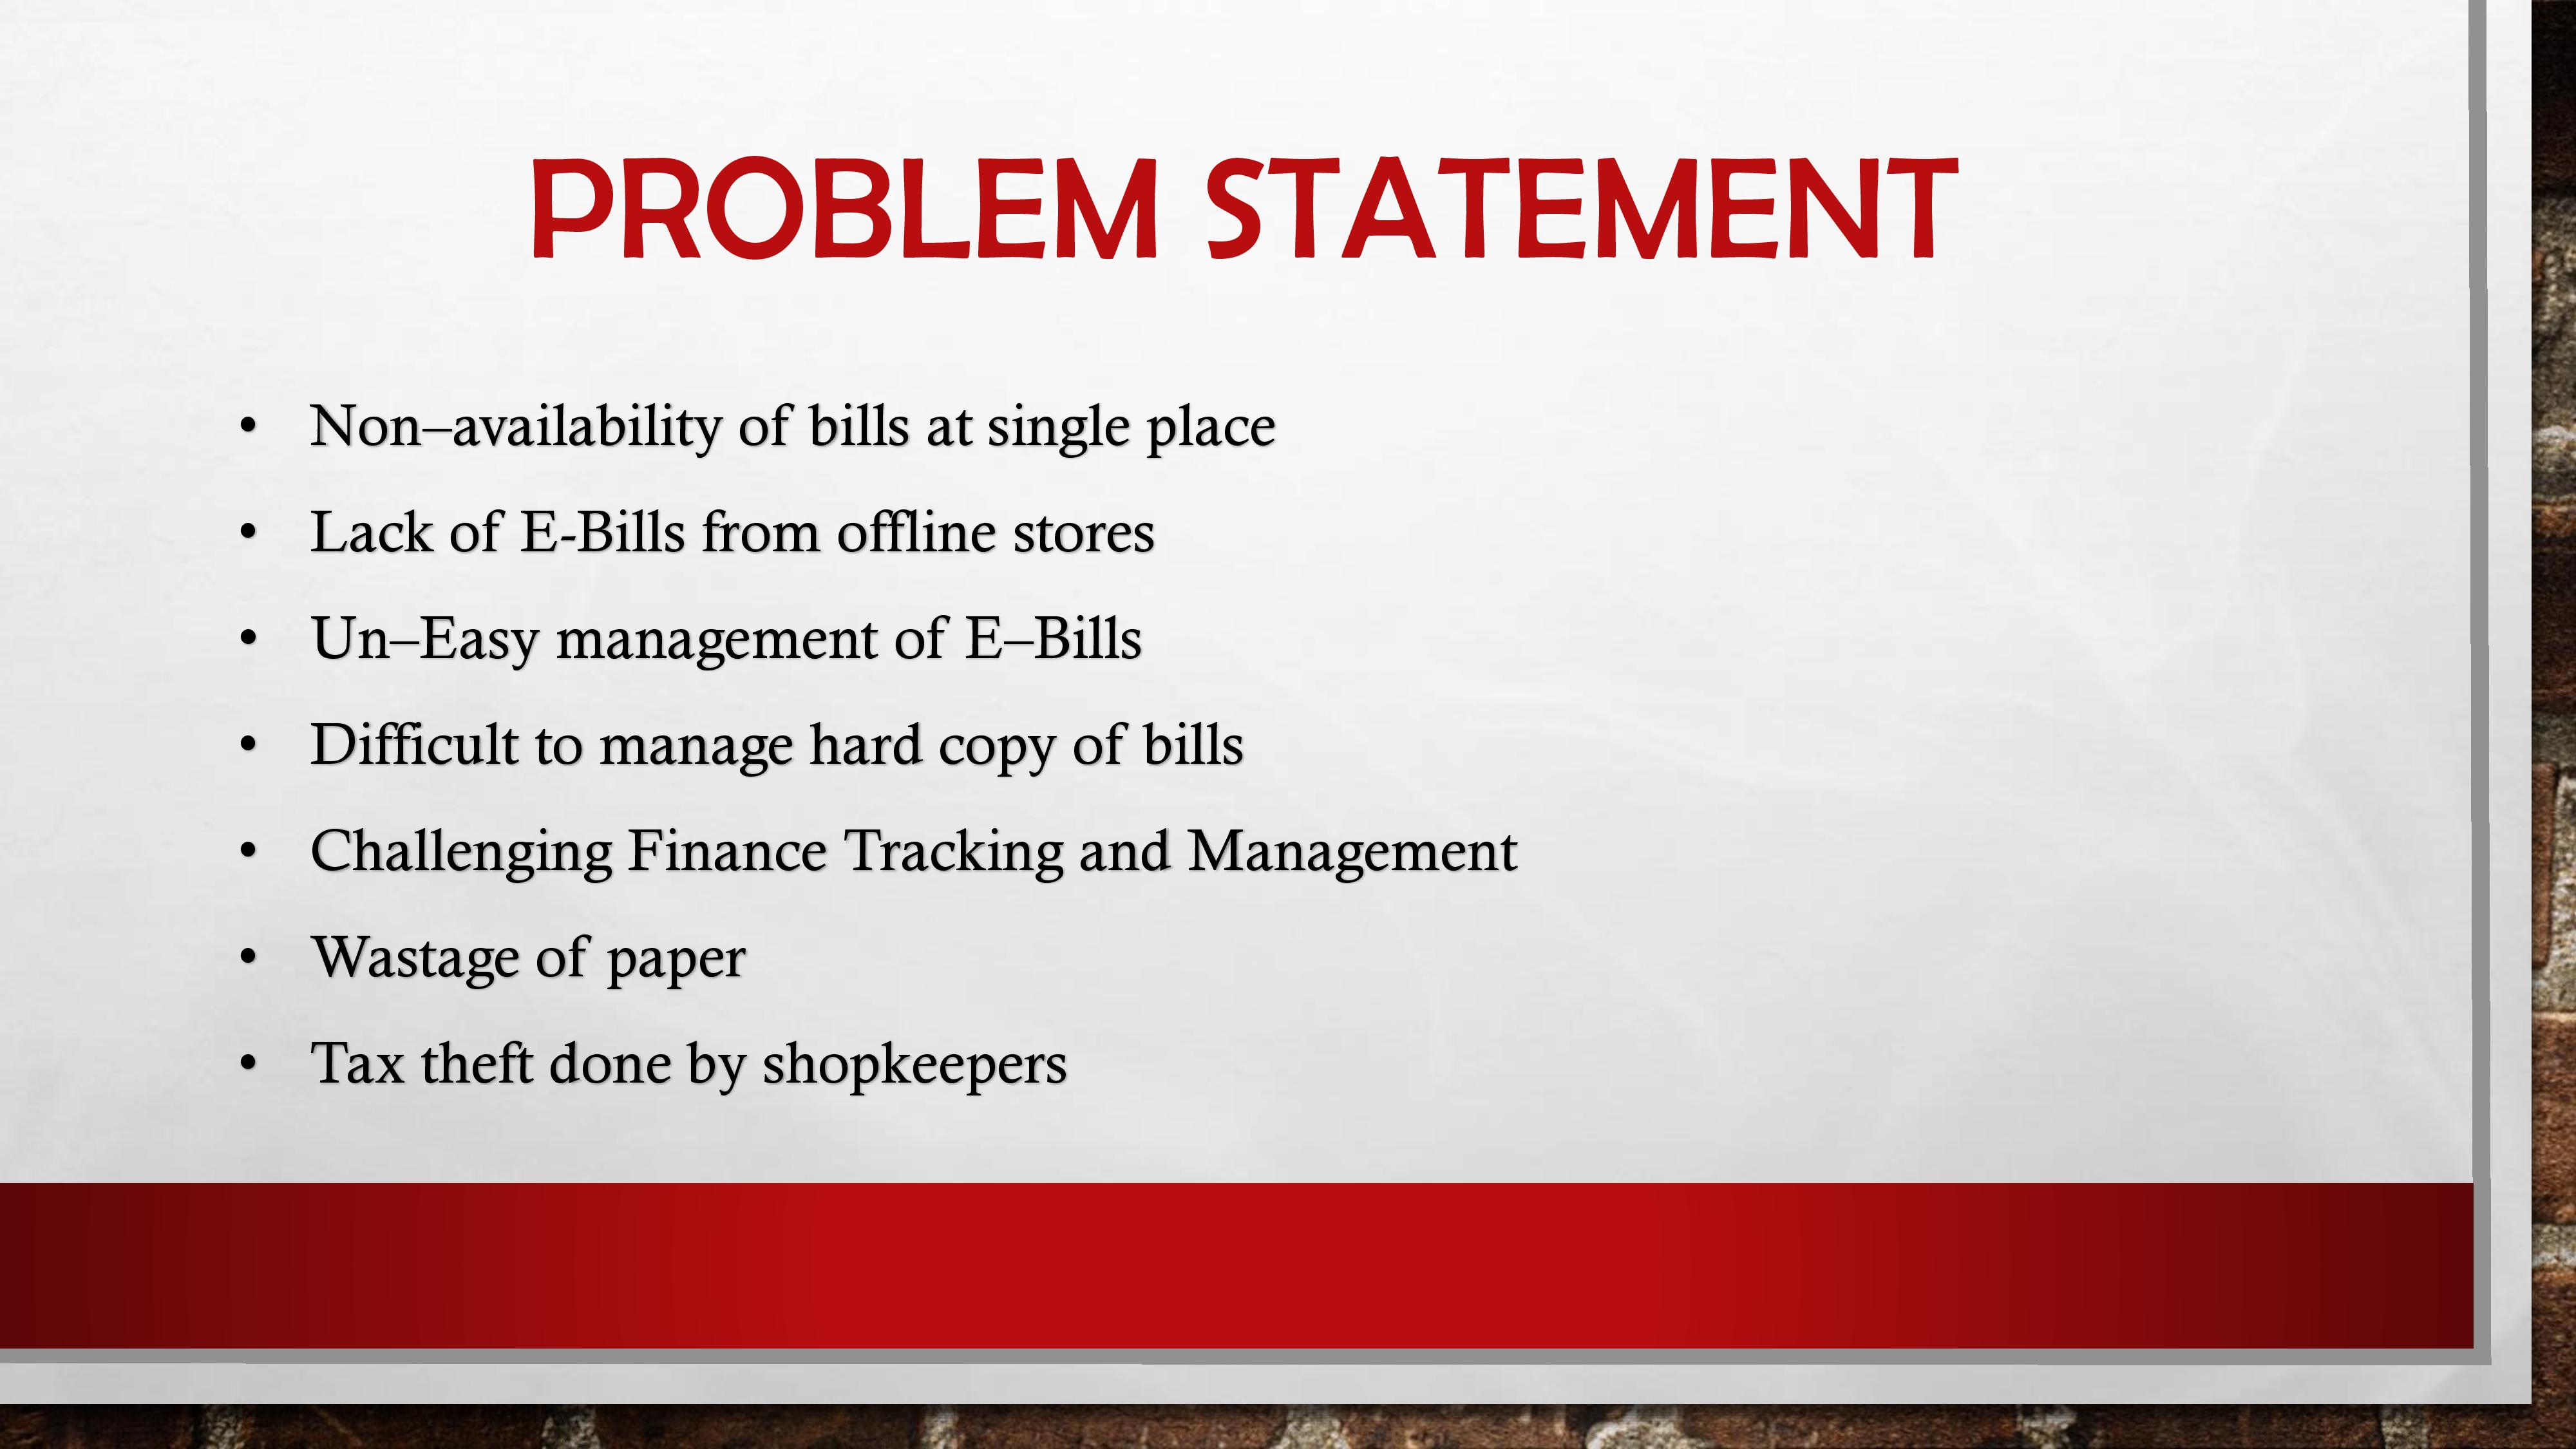 PROBLEM STATEMENT
• Non–availability of bills at single place
• Lack of E-Bills from offline stores
• Un–Easy management of E–Bills
• Difficult to manage hard copy of bills
• Challenging Finance Tracking and Management
• Wastage of paper
• Tax theft done by shopkeepers